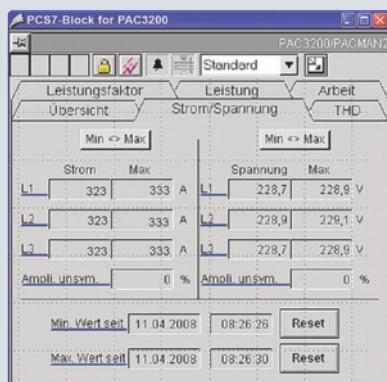 PCS7-Block for PAC3200
PAC3200/PACMAN2
Standard
Leistungsfaktor Leistung Arbeit
Übersicht Strom/Spannung THD
Min <> Max Min <> Max
Strom Max Spannung Max
L1 323 333 A L1 228,7 228,9 V
L2 323 333 A L2 228,9 229,1 V
L3 323 333 A L3 228,7 228,9 V
Ampli. unsym. 0 % Ampli. unsym. 0 %
Min. Wert seit 11.04.2008 08:26:26 Reset
Max. Wert seit 11.04.2008 08:26:30 Reset